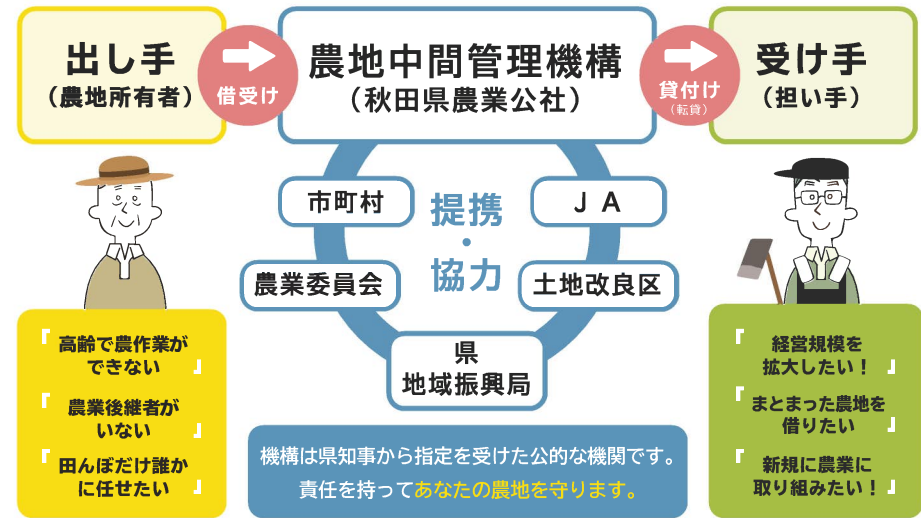 出し手
（農地所有者）
借受け
農地中間管理機構
（秋田県農業公社）
貸付け
（転貸）
受け手
（担い手）
市町村
ＪＡ
提携
・
協力
農業委員会
土地改良区
県
地域振興局
『高齢で農作業が
できない』
『農業後継者が
いない』
『田んぼだけ誰か
に任せたい』
機構は県知事から指定を受けた公的な機関です。
責任を持ってあなたの農地を守ります。
『経営規模を
拡大したい！』
『まとまった農地を
借りたい』
『新規に農業に
取り組みたい！』